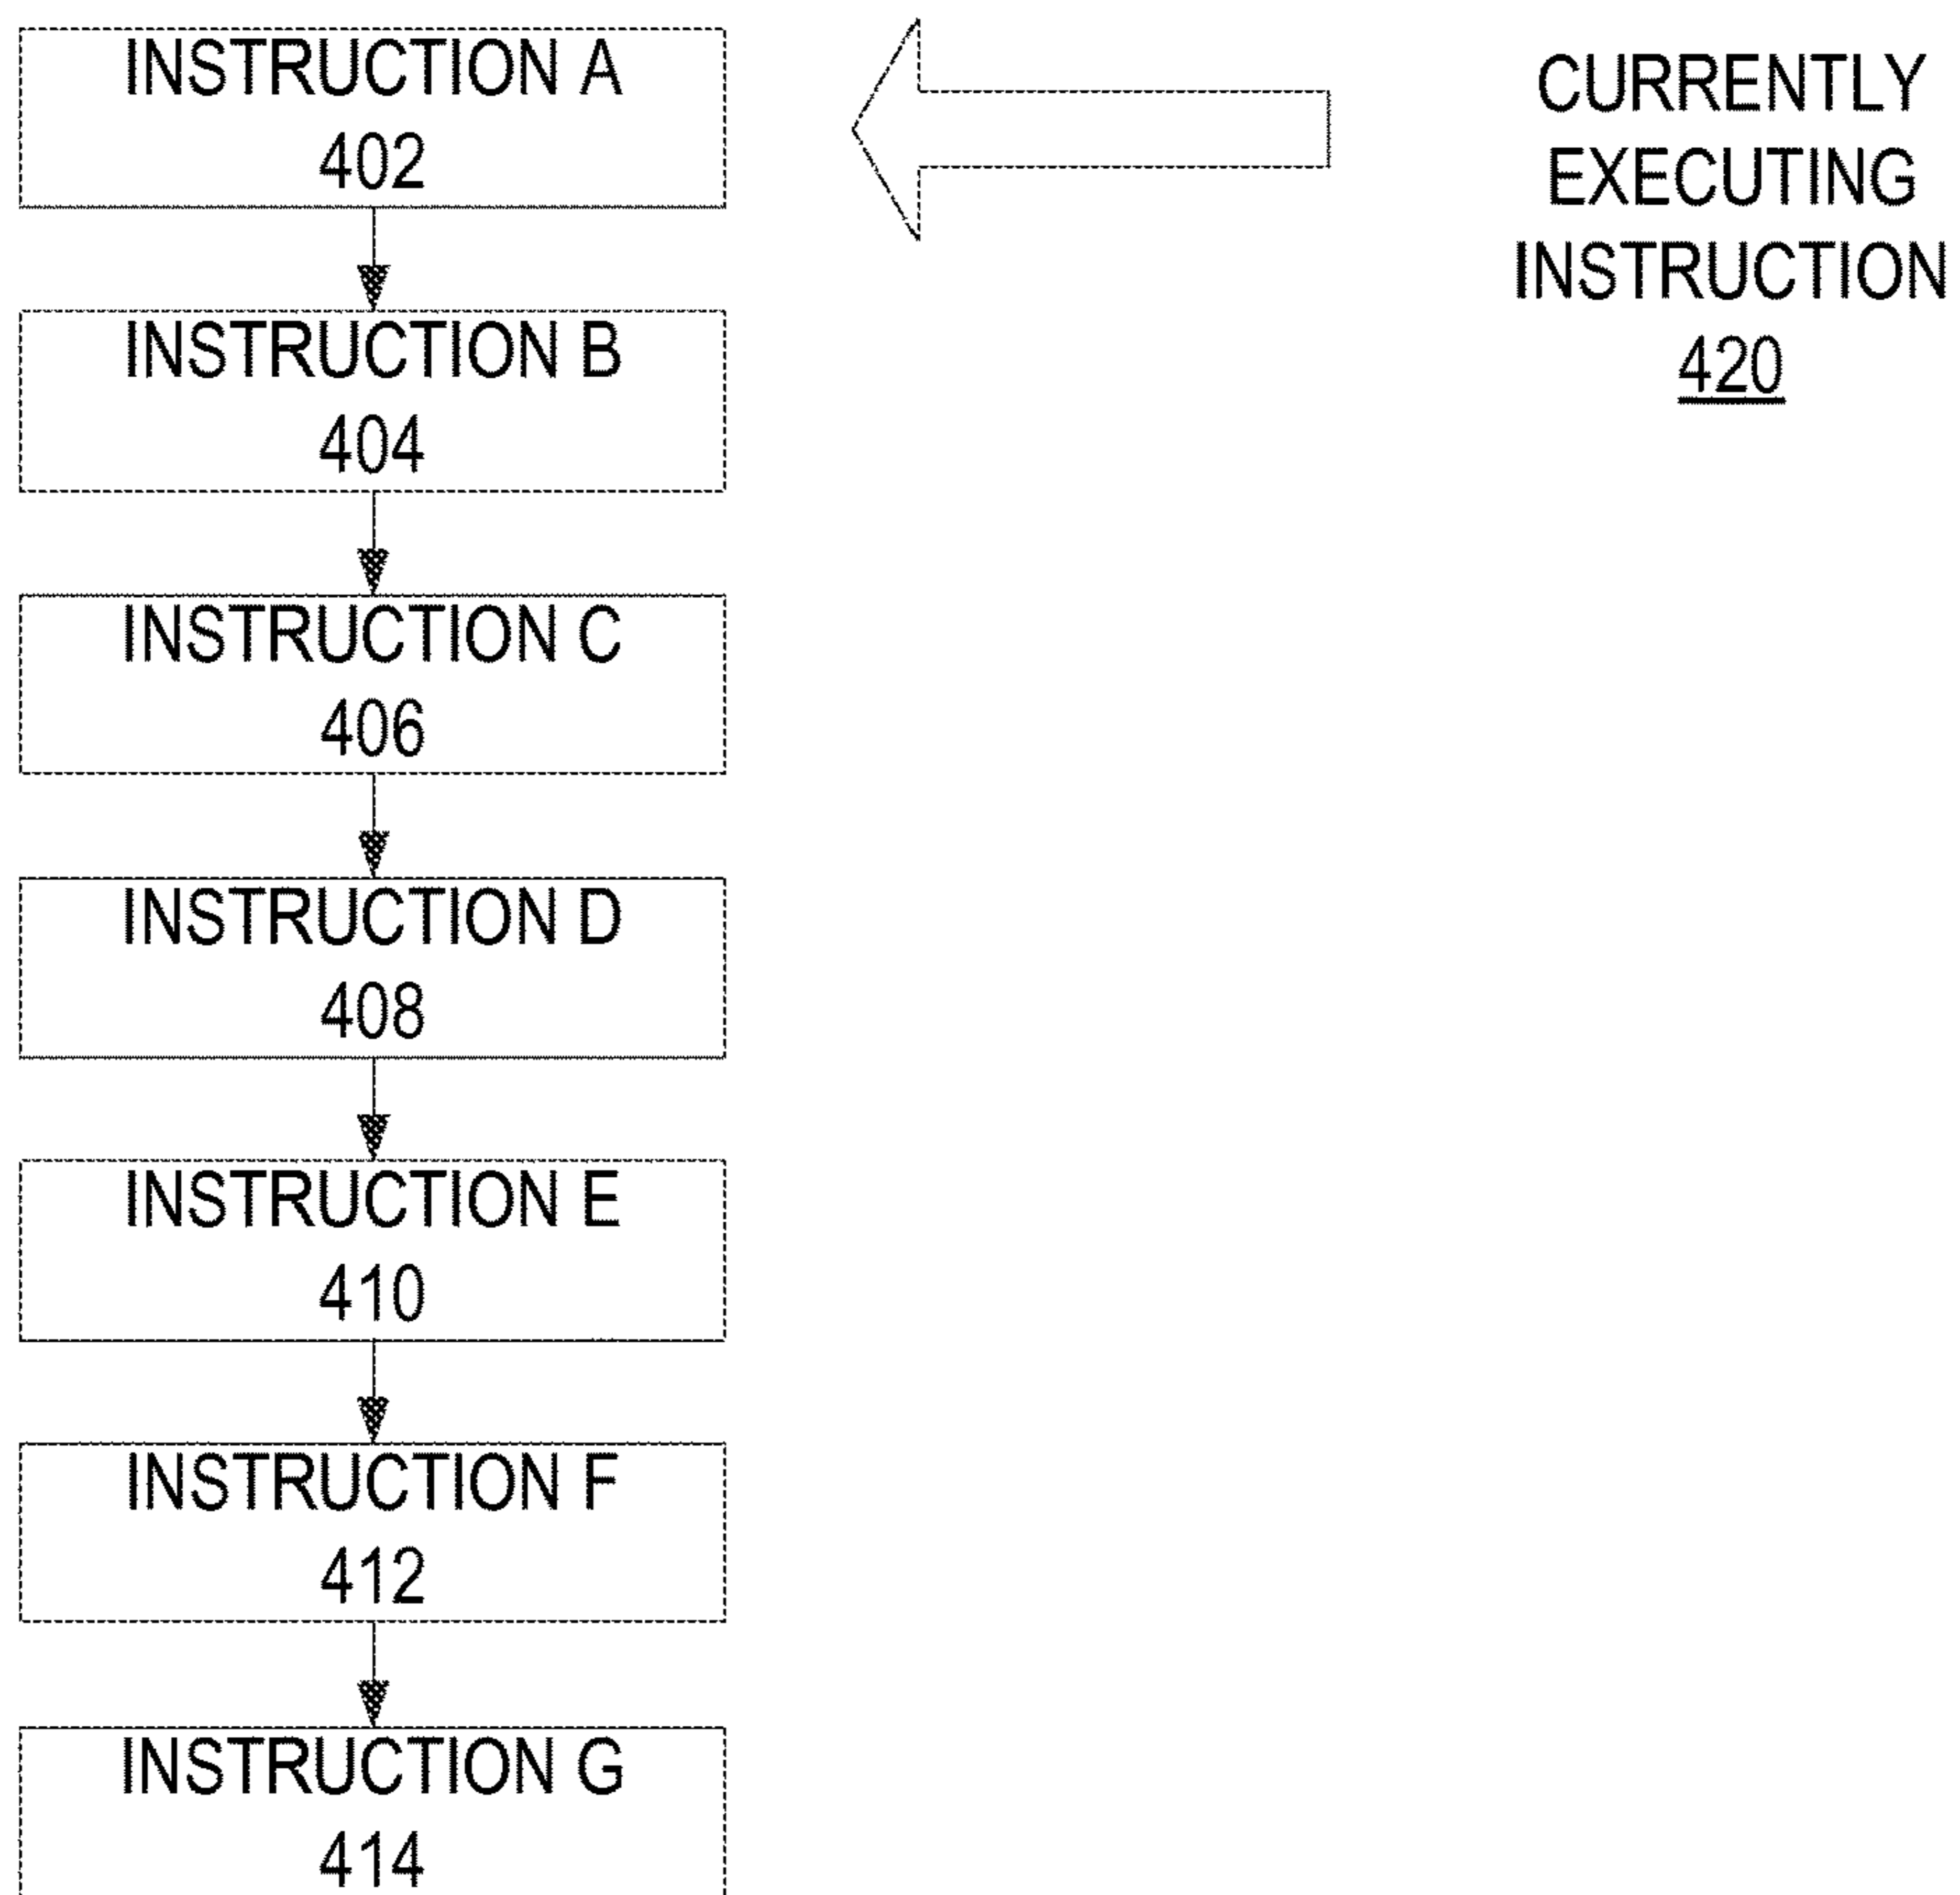 INSTRUCTION A
402
CURRENTLY
EXECUTING
INSTRUCTION
420
INSTRUCTION B
404
INSTRUCTION C
406
INSTRUCTION D
408
INSTRUCTION E
410
INSTRUCTION F
412
INSTRUCTION G
414